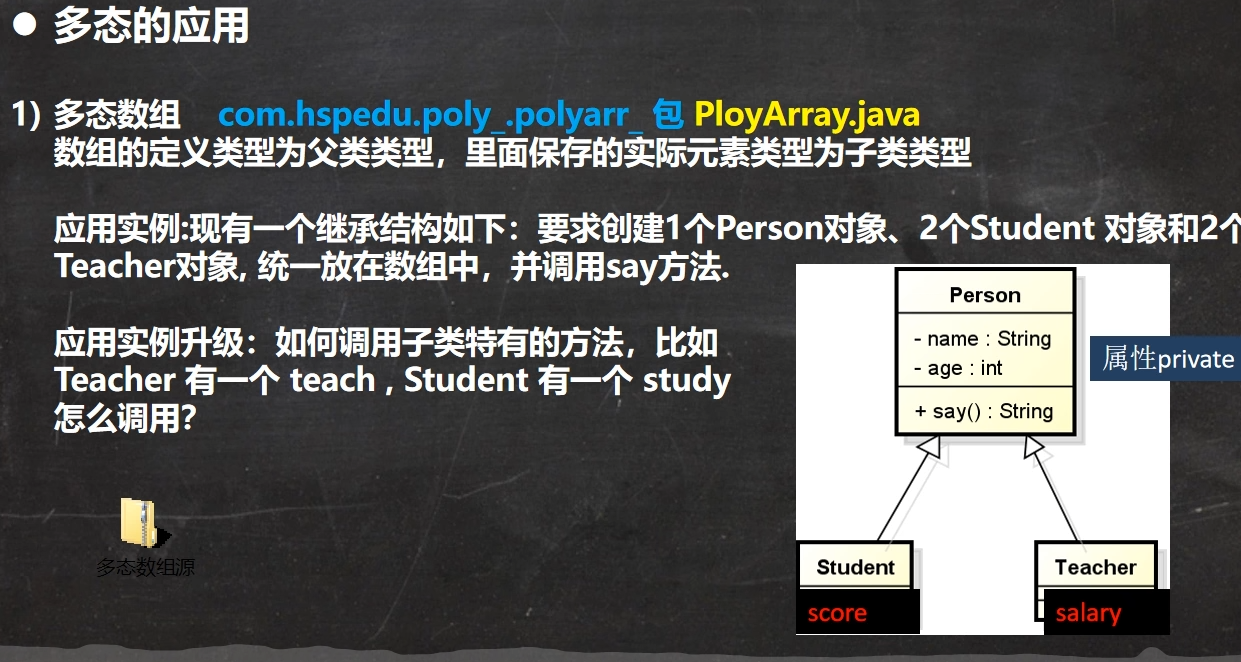 ● 多态的应用
1) 多态数组 com.hspedu.poly_.polyarr_ 包 PloyArray.java
数组的定义类型为父类类型，里面保存的实际元素类型为子类类型
应用实例:现有一个继承结构如下：要求创建1个Person对象、2个Student 对象和2个
Teacher对象, 统一放在数组中，并调用say方法.
应用实例升级：如何调用子类特有的方法，比如
Teacher 有一个 teach , Student 有一个 study
怎么调用？
多态数组源
Person
- name : String
- age : int
+ say() : String
属性private
Student
score
Teacher
salary